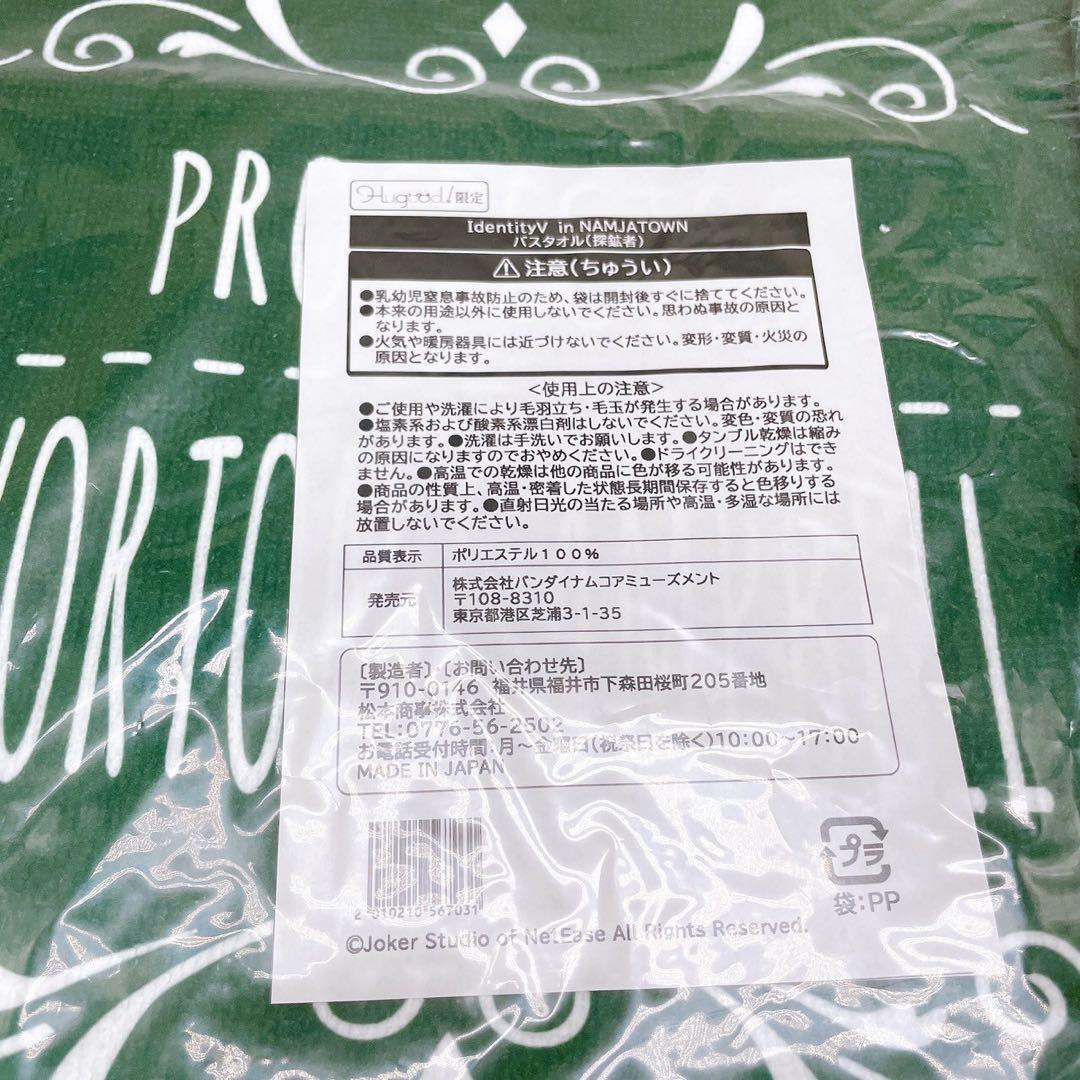 PR
ORTO
Hugood!限定
IdentityV in NAMJATOWN
バスタオル(探鉱者)
注意(ちゅうい)
●乳幼児窒息事故防止のため、袋は開封後すぐに捨ててください。
●本来の用途以外に使用しないでください。思わぬ事故の原因と
なります。
●火気や暖房器具には近づけないでください。変形・変質・火災の
原因となります。
<使用上の注意>
●ご使用や洗濯により毛羽立ち・毛玉が発生する場合があります。
●塩素系および酸素系漂白剤はしないでください。変色・変質の恐れ
があります。●洗濯は手洗いでお願いします。●タンブル乾燥は縮み
の原因になりますのでおやめください。●ドライクリーニングはでき
ません。●高温での乾燥は他の商品に色が移る可能性があります。
●商品の性質上、高温・密着した状態長期間保存すると色移りする
場合があります。●直射日光の当たる場所や高温・多湿な場所には
放置しないでください。
品質表示 ポリエステル100%
発売元 株式会社バンダイナムコアミューズメント
〒108-8310
東京都港区芝浦3-1-35
〔製造者〕・〔お問い合わせ先〕
〒910-0146 福井県福井市下森田桜町205番地
松本商事株式会社
TEL:0776-56-2502
お電話受付時間:月～金曜日(祝祭日を除く)10:00～17:00
MADE IN JAPAN
2 010210 567031
プラ
袋:PP
©Joker Studio of NetEase All Rights Reserved.